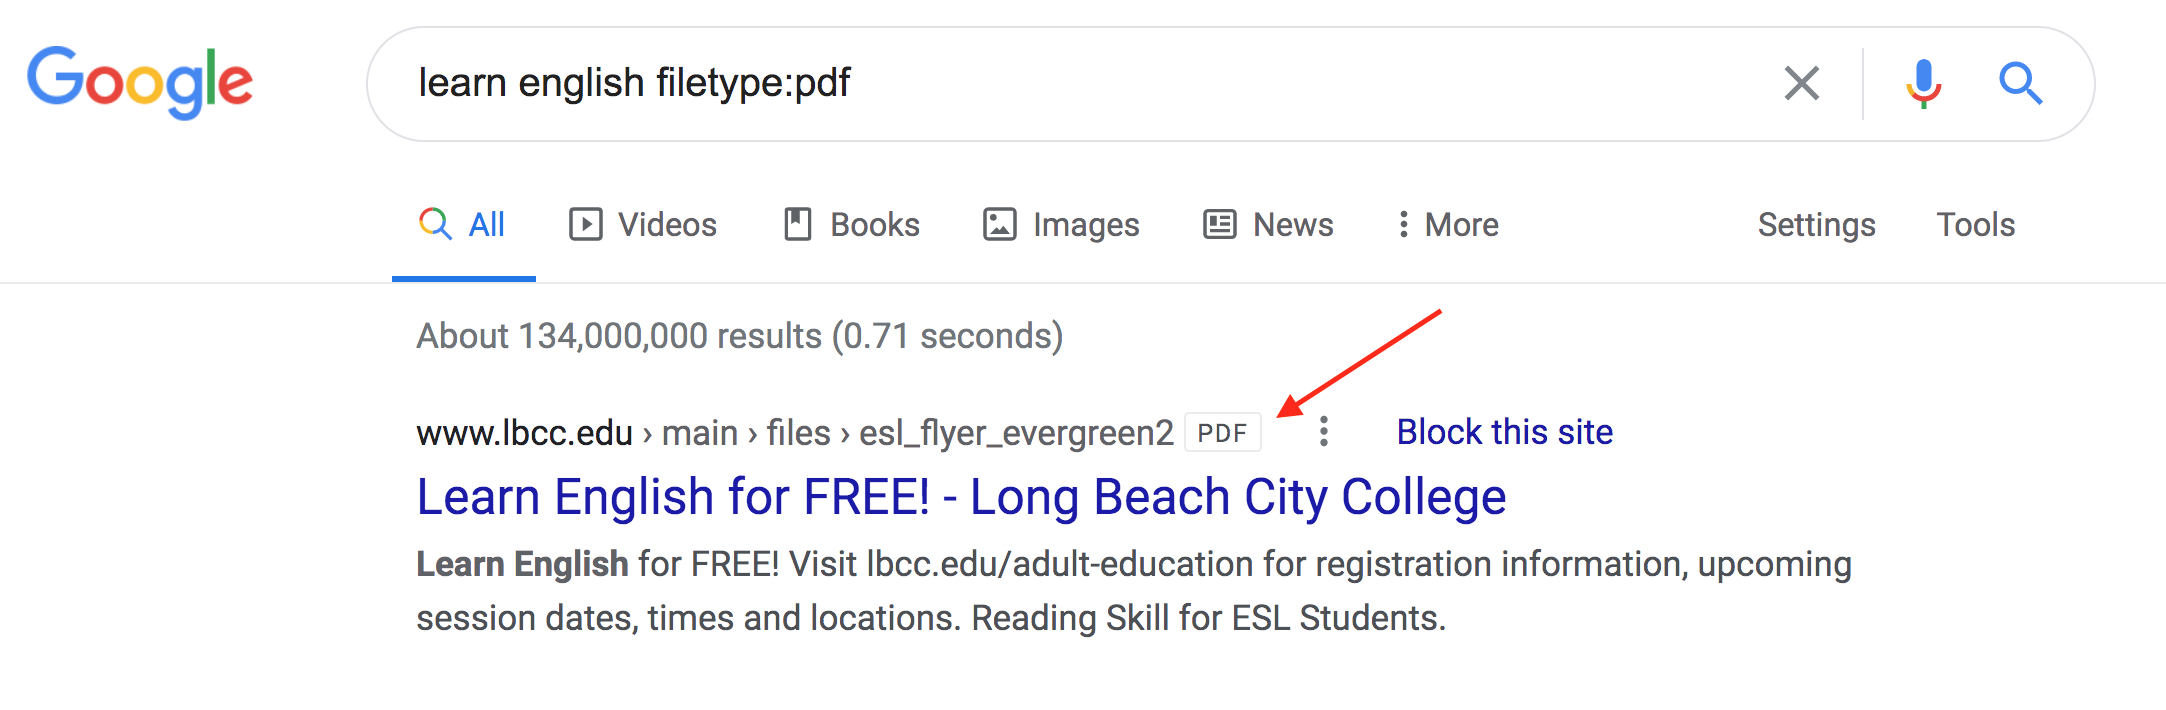 Google learn english filetype:pdf
All Videos Books Images News More Settings Tools
About 134,000,000 results (0.71 seconds)
www.lbcc.edu › main › files › esl_flyer_evergreen2 PDF Block this site
Learn English for FREE! - Long Beach City College
Learn English for FREE! Visit lbcc.edu/adult-education for registration information, upcoming
session dates, times and locations. Reading Skill for ESL Students.